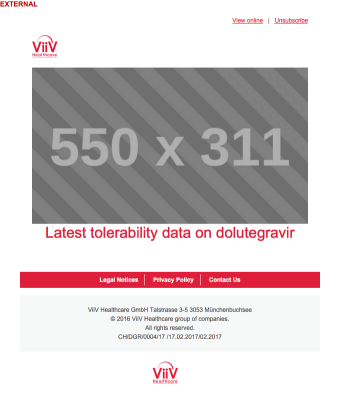 EXTERNAL
View online | Unsubscribe
ViiV
Healthcare
550 x 311
Latest tolerability data on dolutegravir
Legal Notices | Privacy Policy | Contact Us
ViiV Healthcare GmbH Talstrasse 3-5 3053 Münchenbuchsee
© 2016 ViiV Healthcare group of companies.
All rights reserved.
CH/DGR/0004/17 /17.02.2017/02.2017
ViiV
Healthcare